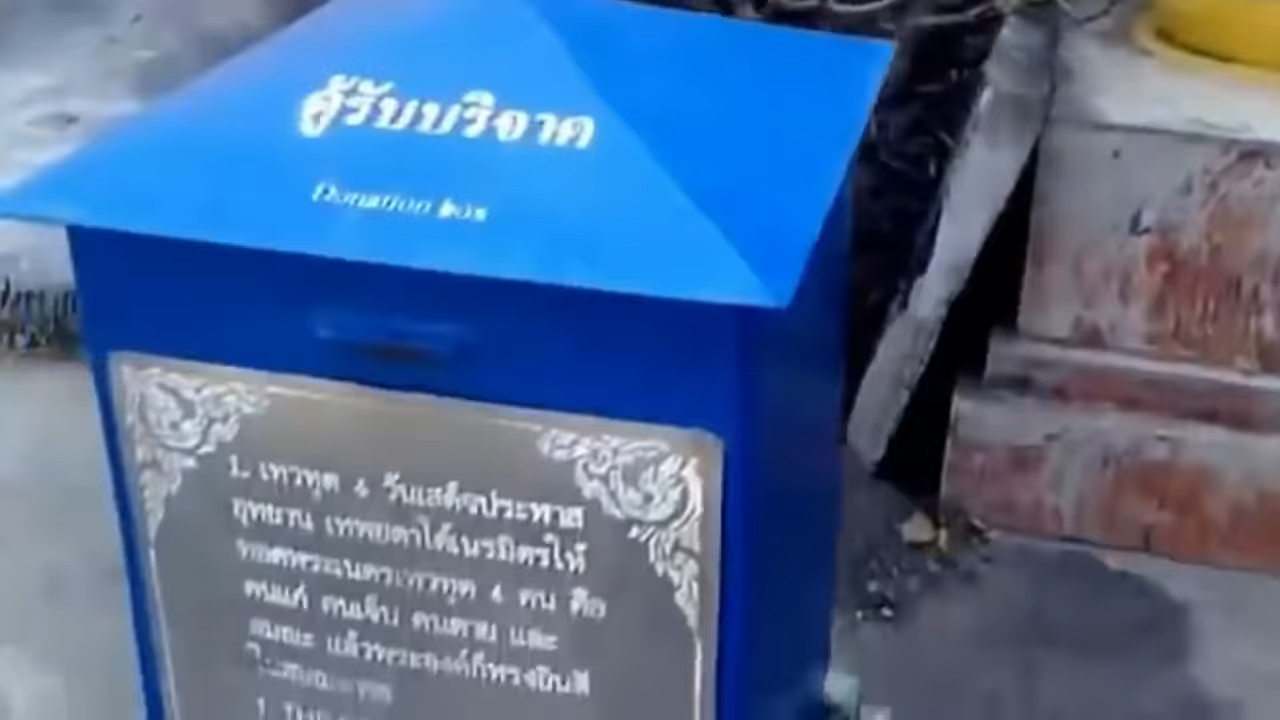 ตู้รับบริจาค
Donation box
1. เทวทูต 4 วันเสด็จประพาส
อุทยาน เทพยดาได้เนรมิตรให้
ทอดพระเนตรเทวทูต 4 คน คือ
คนแก่ คนเจ็บ คนตาย และ
สมณะ แล้วพระองค์ก็ทรงยินดี